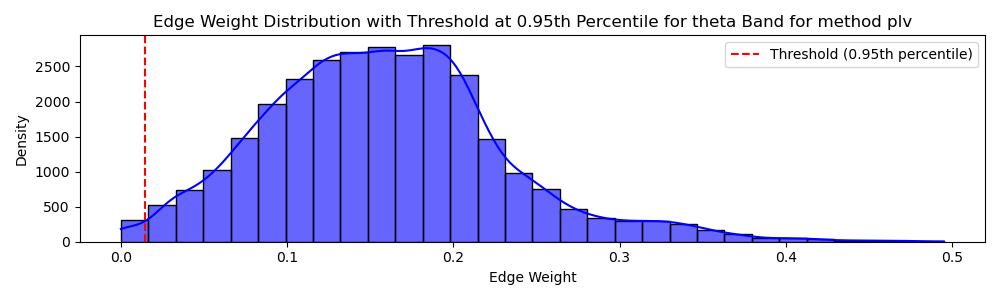 Edge Weight Distribution with Threshold at 0.95th Percentile for theta Band for method plv
Threshold (0.95th percentile)
Density
2500
2000
1500
1000
500
0
0.0 0.1 0.2 0.3 0.4 0.5
Edge Weight